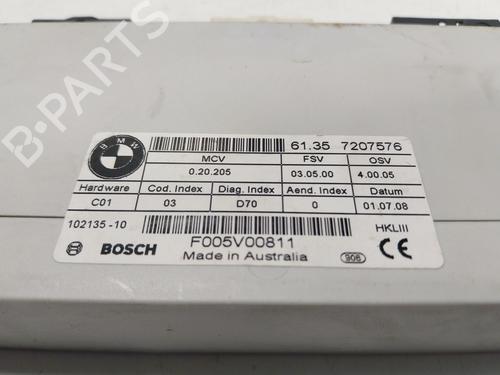 B-PARTS
BMW
61.35 7207576
MCV FSV OSV
0.20.205 03.05.00 4.00.05
Hardware Cod. Index Diag. Index Aend. Index Datum
C01 03 D70 0 01.07.08
102135-10 F005V00811 HKLIII
BOSCH Made in Australia 906 CE